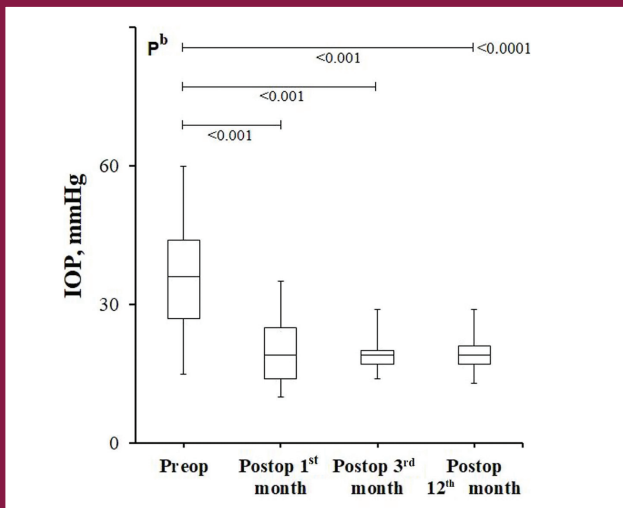 Pᵇ
<0.0001
<0.001
<0.001
<0.001
60
30
0
IOP, mmHg
Preop Postop 1ˢᵗ Postop 3ʳᵈ Postop
month month 12ᵗʰ month